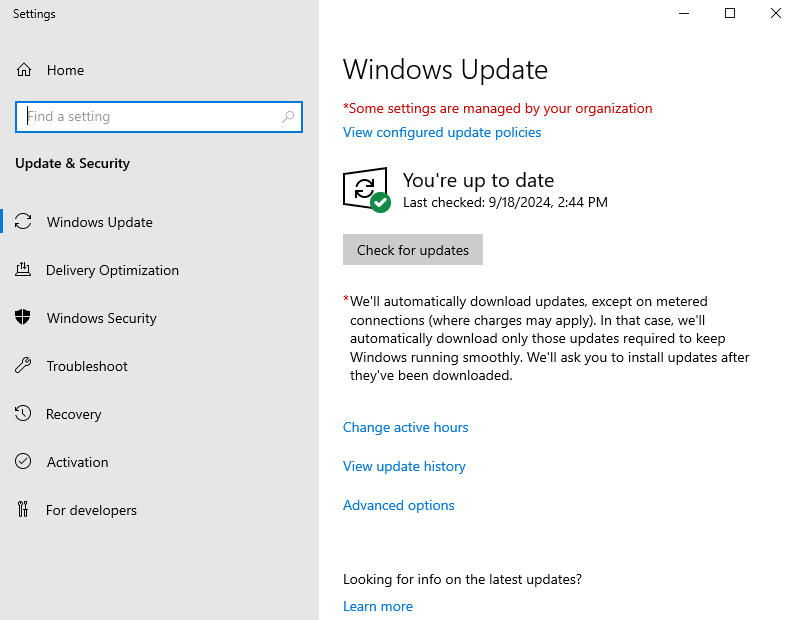 Settings
Home
Find a setting
Update & Security
Windows Update
Delivery Optimization
Windows Security
Troubleshoot
Recovery
Activation
For developers
Windows Update
*Some settings are managed by your organization
View configured update policies
You're up to date
Last checked: 9/18/2024, 2:44 PM
Check for updates
*We'll automatically download updates, except on metered
connections (where charges may apply). In that case, we'll
automatically download only those updates required to keep
Windows running smoothly. We'll ask you to install updates after
they've been downloaded.
Change active hours
View update history
Advanced options
Looking for info on the latest updates?
Learn more